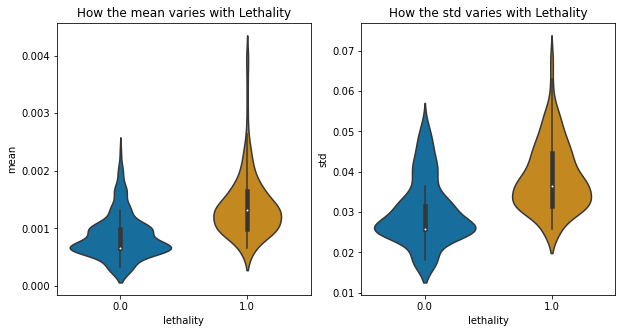 How the mean varies with Lethality
mean
0.004
0.003
0.002
0.001
0.000
0.0 1.0
lethality
How the std varies with Lethality
std
0.07
0.06
0.05
0.04
0.03
0.02
0.01
0.0 1.0
lethality